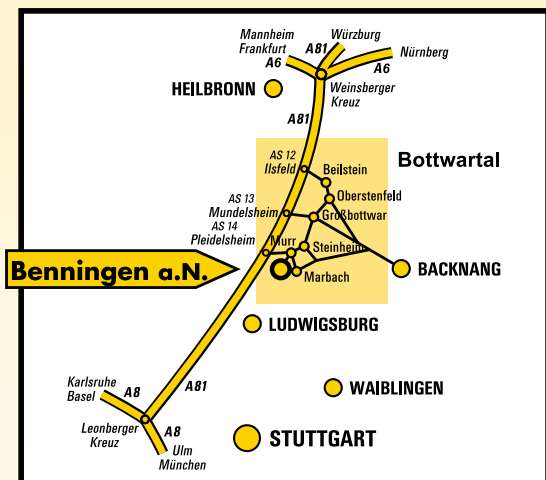 Mannheim
Frankfurt
A6
A81
Würzburg
Nürnberg
A6
HEILBRONN
Weinsberger
Kreuz
A81
AS 12
Ilsfeld
Beilstein
Bottwartal
Oberstenfeld
AS 13
Mundelsheim
Großbottwar
AS 14
Pleidelsheim
Murr
Steinheim
Benningen a.N.
Marbach
BACKNANG
LUDWIGSBURG
Karlsruhe
Basel
A8
A81
WAIBLINGEN
Leonberger
Kreuz
A8
Ulm
München
STUTTGART